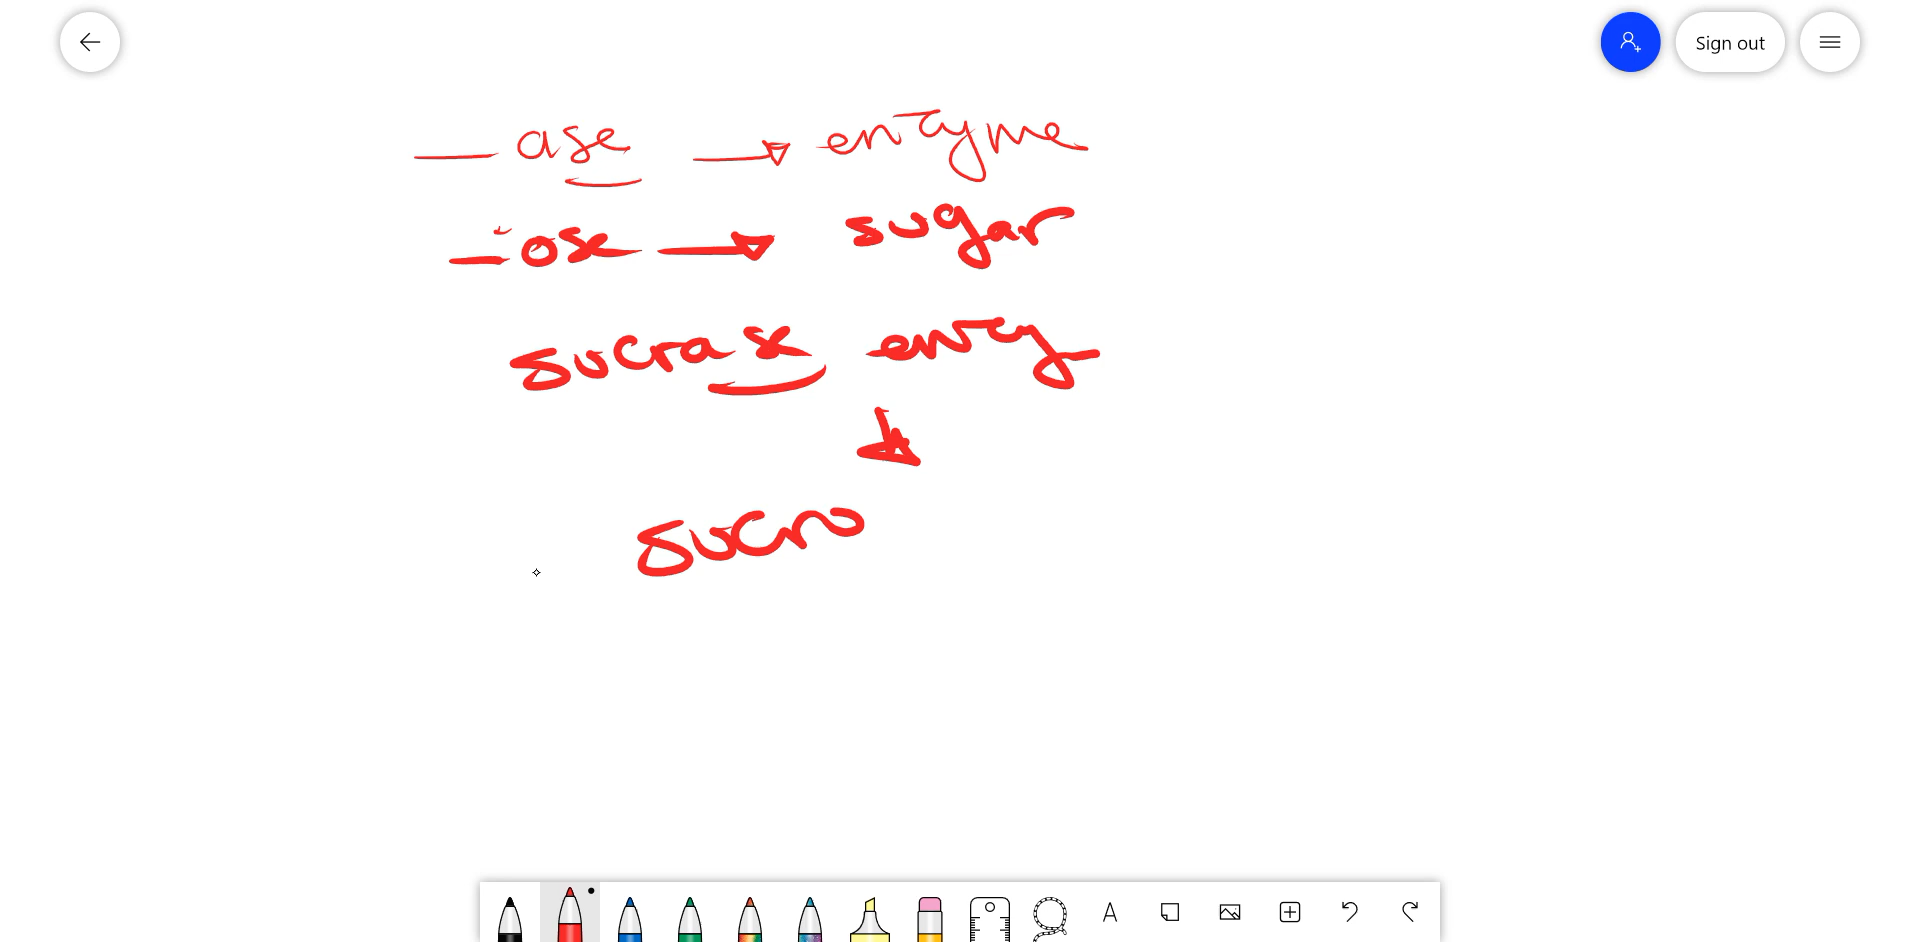 Sign out
— ase → enzyme
— ose → sugar
sucrase enzy
↓
sucro
A